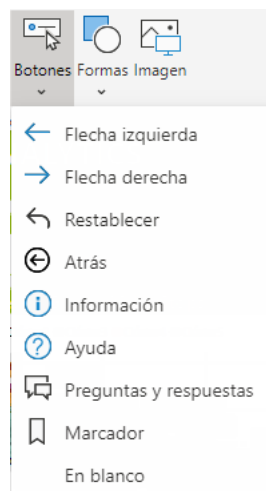 Botones Formas Imagen
Flecha izquierda
Flecha derecha
Restablecer
Atrás
Información
Ayuda
Preguntas y respuestas
Marcador
En blanco